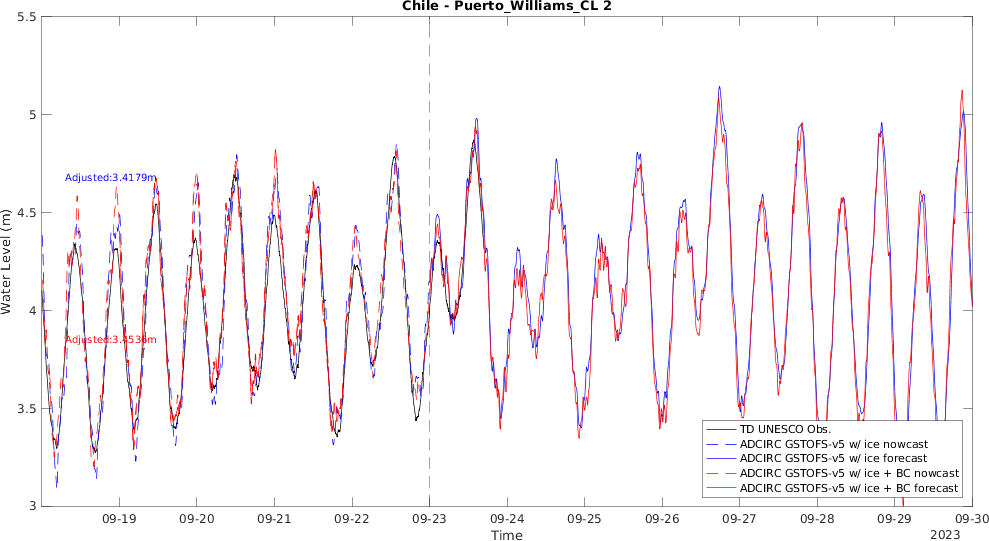 Chile - Puerto_Williams_CL 2
5.5
5
4.5
4
3.5
3
Water Level (m)
Adjusted:3.4179m
Adjusted:3.4536m
TD UNESCO Obs.
ADCIRC GSTOFS-v5 w/ ice nowcast
ADCIRC GSTOFS-v5 w/ ice forecast
ADCIRC GSTOFS-v5 w/ ice + BC nowcast
ADCIRC GSTOFS-v5 w/ ice + BC forecast
09-19 09-20 09-21 09-22 09-23 09-24 09-25 09-26 09-27 09-28 09-29 09-30
Time
2023